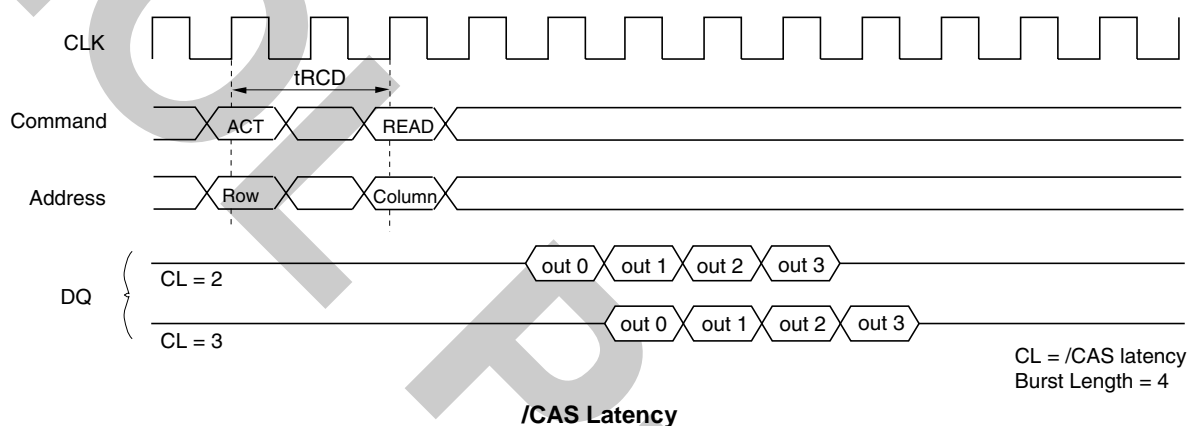 CLK
tRCD
Command ACT READ
Address Row Column
DQ
CL = 2 out 0 out 1 out 2 out 3
CL = 3 out 0 out 1 out 2 out 3
CL = /CAS latency
Burst Length = 4
/CAS Latency